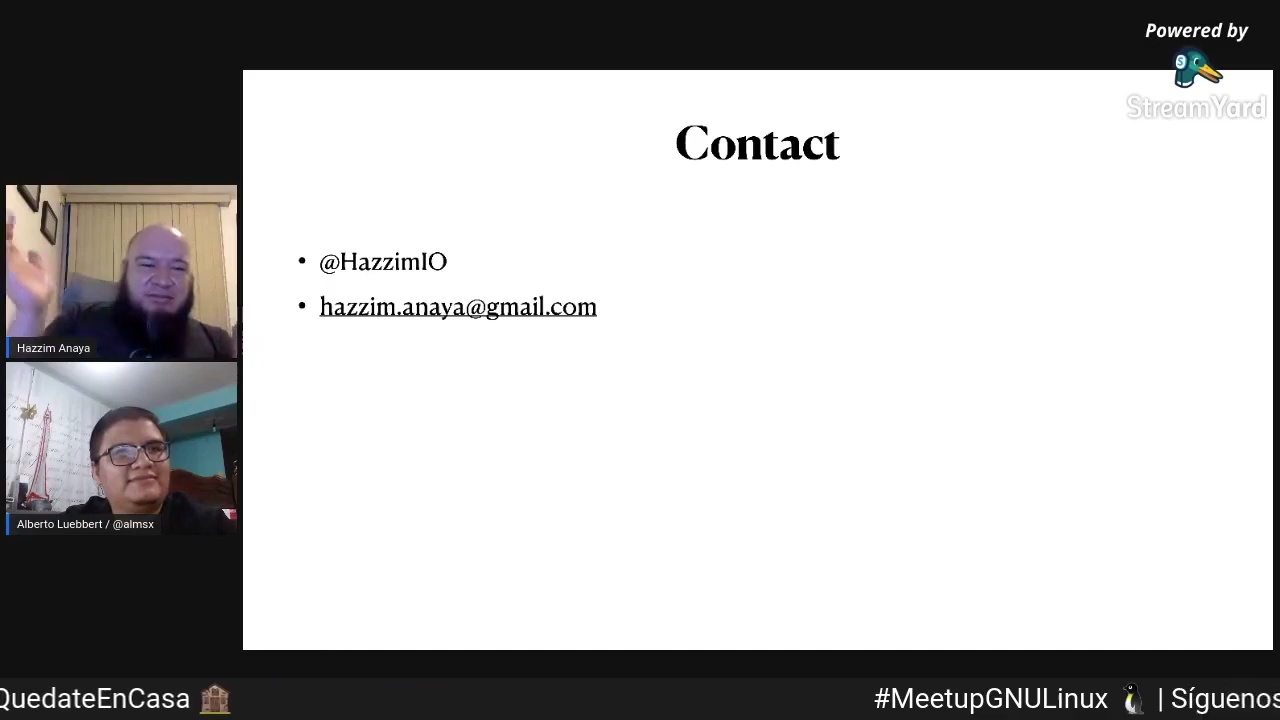 Powered by
StreamYard
Contact
• @HazzimIO
• hazzim.anaya@gmail.com
Hazzim Anaya
Alberto Luebbert / @almsx
QuedateEnCasa 🏚️ #MeetupGNULinux 🐧 | Síguenos